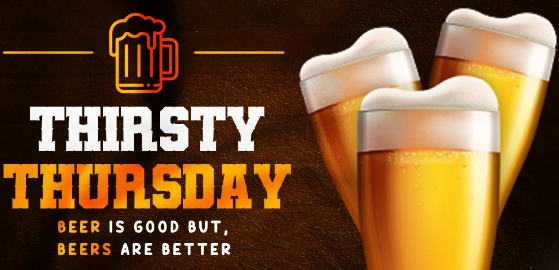 THIRSTY
THURSDAY
BEER IS GOOD BUT,
BEERS ARE BETTER